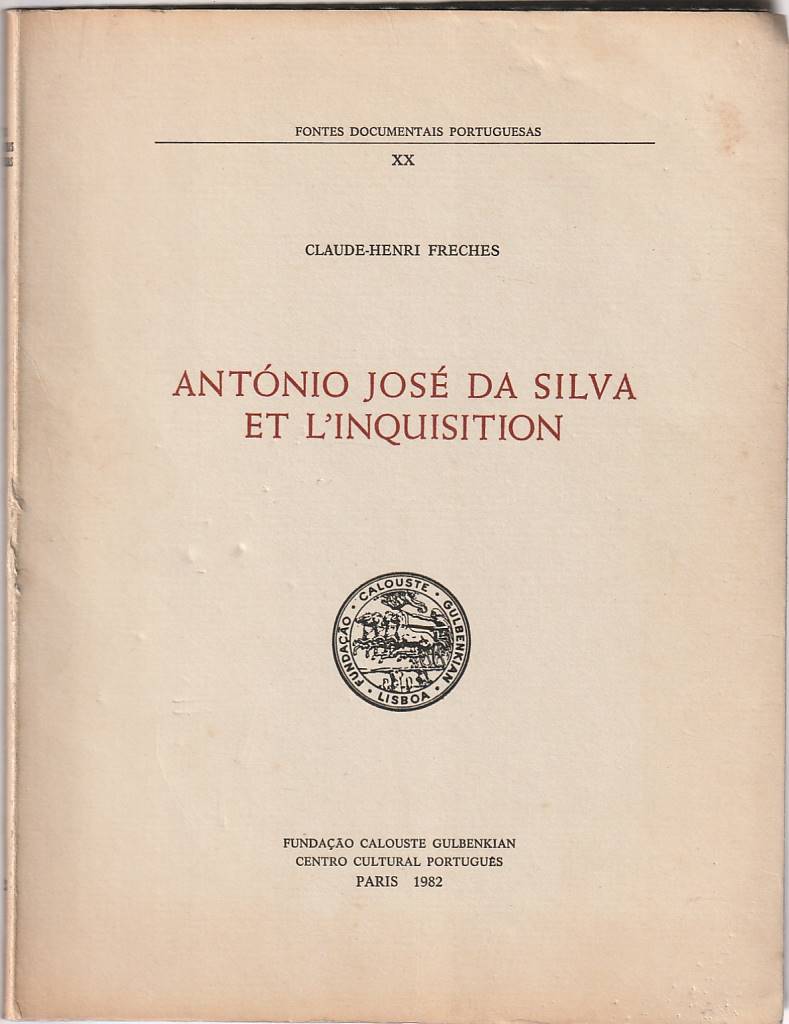 FONTES DOCUMENTAIS PORTUGUESAS
XX
CLAUDE-HENRI FRECHES
ANTÓNIO JOSÉ DA SILVA
ET L'INQUISITION
FUNDAÇÃO · CALOUSTE · GULBENKIAN · LISBOA ·
FUNDAÇÃO CALOUSTE GULBENKIAN
CENTRO CULTURAL PORTUGUÊS
PARIS 1982